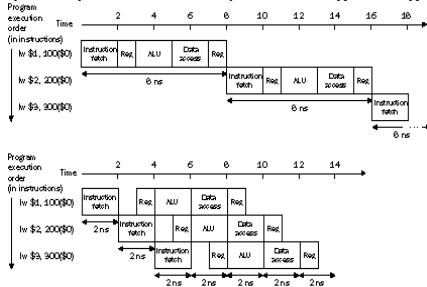 Program
execution
order
(in instructions)
Time
2 4 6 8 10 12 14 16 18
lw $1, 100($0)
Instruction fetch Reg ALU Data access Reg
lw $2, 200($0)
8 ns
Instruction fetch Reg ALU Data access Reg
lw $3, 300($0)
8 ns
Instruction fetch
8 ns
...
Program
execution
order
(in instructions)
Time
2 4 6 8 10 12 14
lw $1, 100($0)
Instruction fetch Reg ALU Data access Reg
lw $2, 200($0)
2 ns
Instruction fetch Reg ALU Data access Reg
lw $3, 300($0)
2 ns
Instruction fetch Reg ALU Data access Reg
2 ns 2 ns 2 ns 2 ns 2 ns